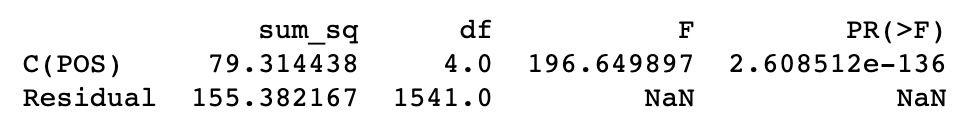 sum_sq df F PR(>F)
C(POS) 79.314438 4.0 196.649897 2.608512e-136
Residual 155.382167 1541.0 NaN NaN